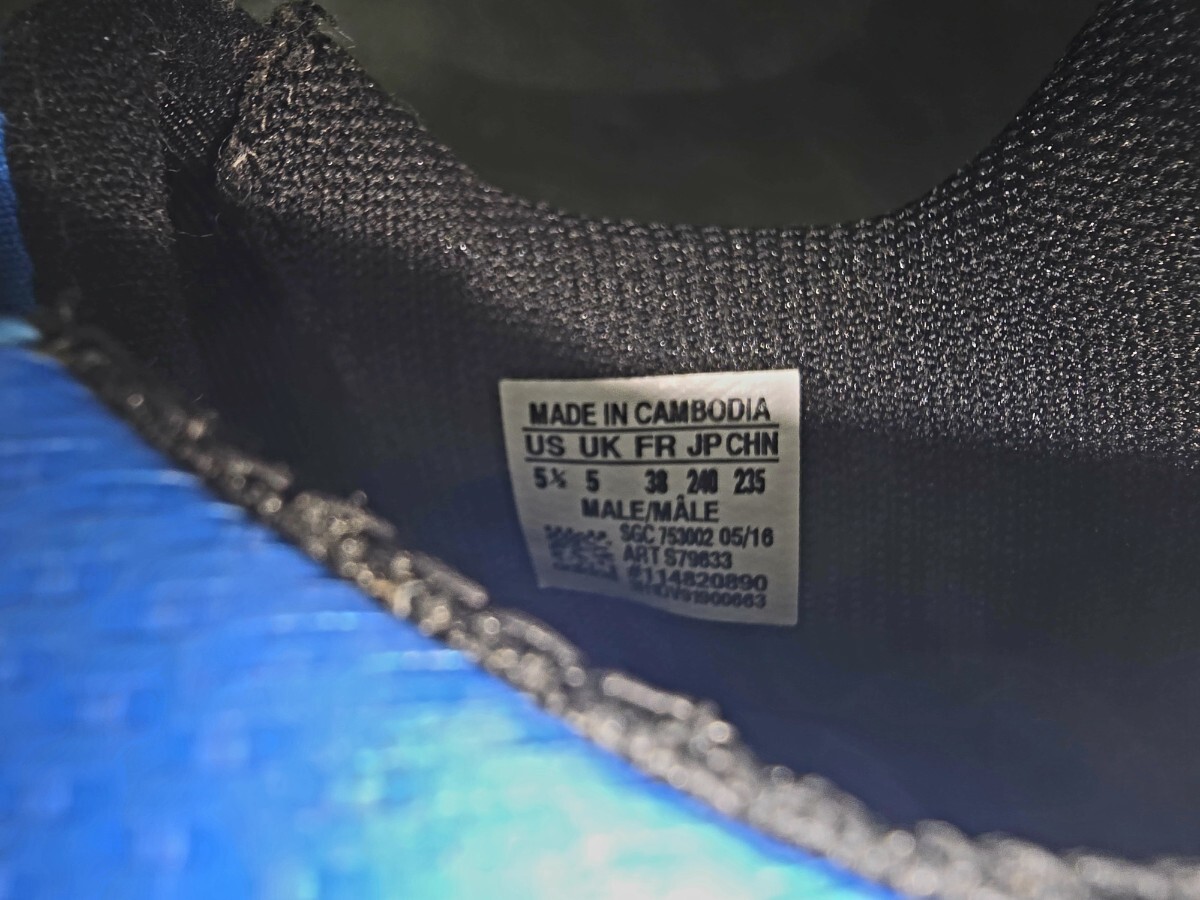 MADE IN CAMBODIA
US UK FR JP CHN
5½ 5 38 240 235
MALE/MÂLE
SGC 753002 05/16
ART S79633
#114820890